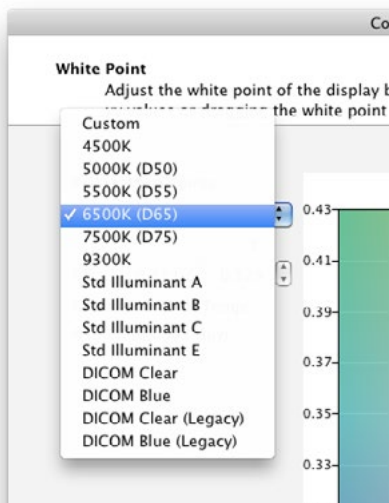 Co
White Point
Adjust the white point of the display b
the white point
Custom
4500K
5000K (D50)
5500K (D55)
✓ 6500K (D65)
7500K (D75)
9300K
Std Illuminant A
Std Illuminant B
Std Illuminant C
Std Illuminant E
DICOM Clear
DICOM Blue
DICOM Clear (Legacy)
DICOM Blue (Legacy)
0.43
0.41
0.39
0.37
0.35
0.33